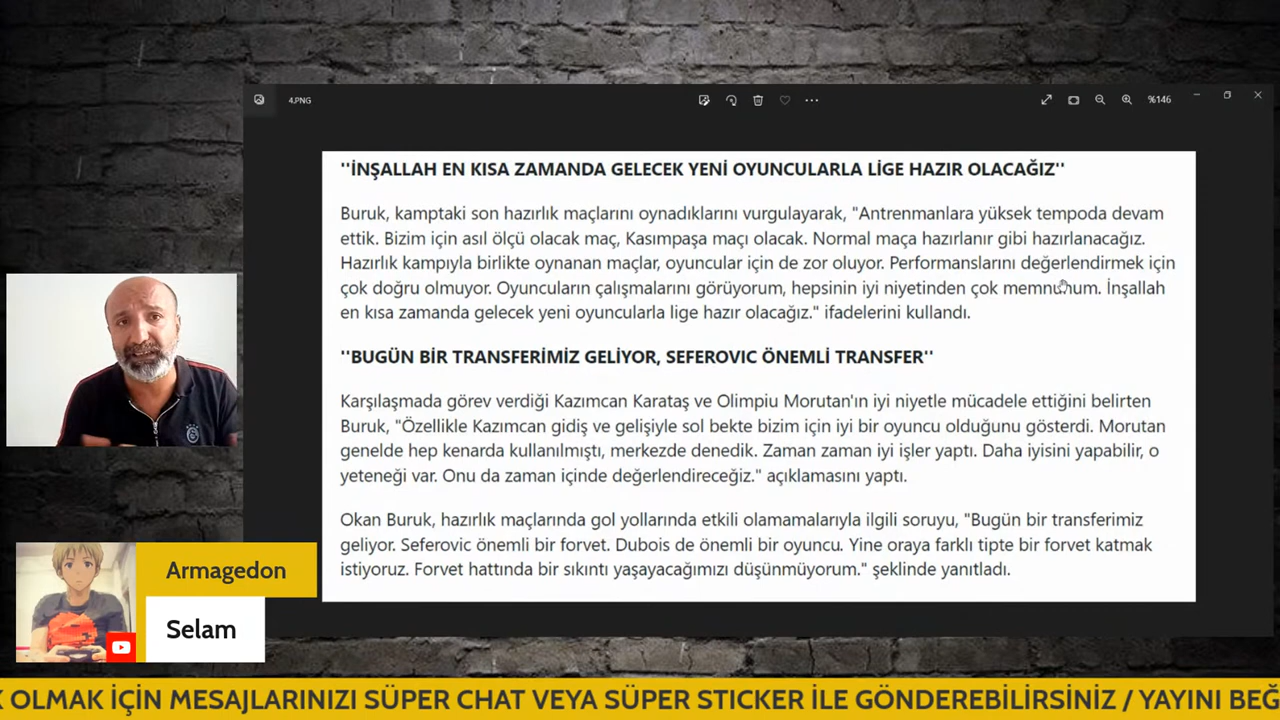 4.PNG
%146
''İNŞALLAH EN KISA ZAMANDA GELECEK YENİ OYUNCULARLA LİGE HAZIR OLACAĞIZ''
Buruk, kamptaki son hazırlık maçlarını oynadıklarını vurgulayarak, "Antrenmanlara yüksek tempoda devam
ettik. Bizim için asıl ölçü olacak maç, Kasımpaşa maçı olacak. Normal maça hazırlanır gibi hazırlanacağız.
Hazırlık kampıyla birlikte oynanan maçlar, oyuncular için de zor oluyor. Performanslarını değerlendirmek için
çok doğru olmuyor. Oyuncuların çalışmalarını görüyorum, hepsinin iyi niyetinden çok memnunum. İnşallah
en kısa zamanda gelecek yeni oyuncularla lige hazır olacağız." ifadelerini kullandı.
''BUGÜN BİR TRANSFERİMİZ GELİYOR, SEFEROVIC ÖNEMLİ TRANSFER''
Karşılaşmada görev verdiği Kazımcan Karataş ve Olimpiu Morutan'ın iyi niyetle mücadele ettiğini belirten
Buruk, "Özellikle Kazımcan gidiş ve gelişiyle sol bekte bizim için iyi bir oyuncu olduğunu gösterdi. Morutan
genelde hep kenarda kullanılmıştı, merkezde denedik. Zaman zaman iyi işler yaptı. Daha iyisini yapabilir, o
yeteneği var. Onu da zaman içinde değerlendireceğiz." açıklamasını yaptı.
Okan Buruk, hazırlık maçlarında gol yollarında etkili olamamalarıyla ilgili soruyu, "Bugün bir transferimiz
geliyor. Seferovic önemli bir forvet. Dubois de önemli bir oyuncu. Yine oraya farklı tipte bir forvet katmak
istiyoruz. Forvet hattında bir sıkıntı yaşayacağımızı düşünmüyorum." şeklinde yanıtladı.
Armagedon
Selam
K OLMAK İÇİN MESAJLARINIZI SÜPER CHAT VEYA SÜPER STICKER İLE GÖNDEREBİLİRSİNİZ / YAYINI BEĞ